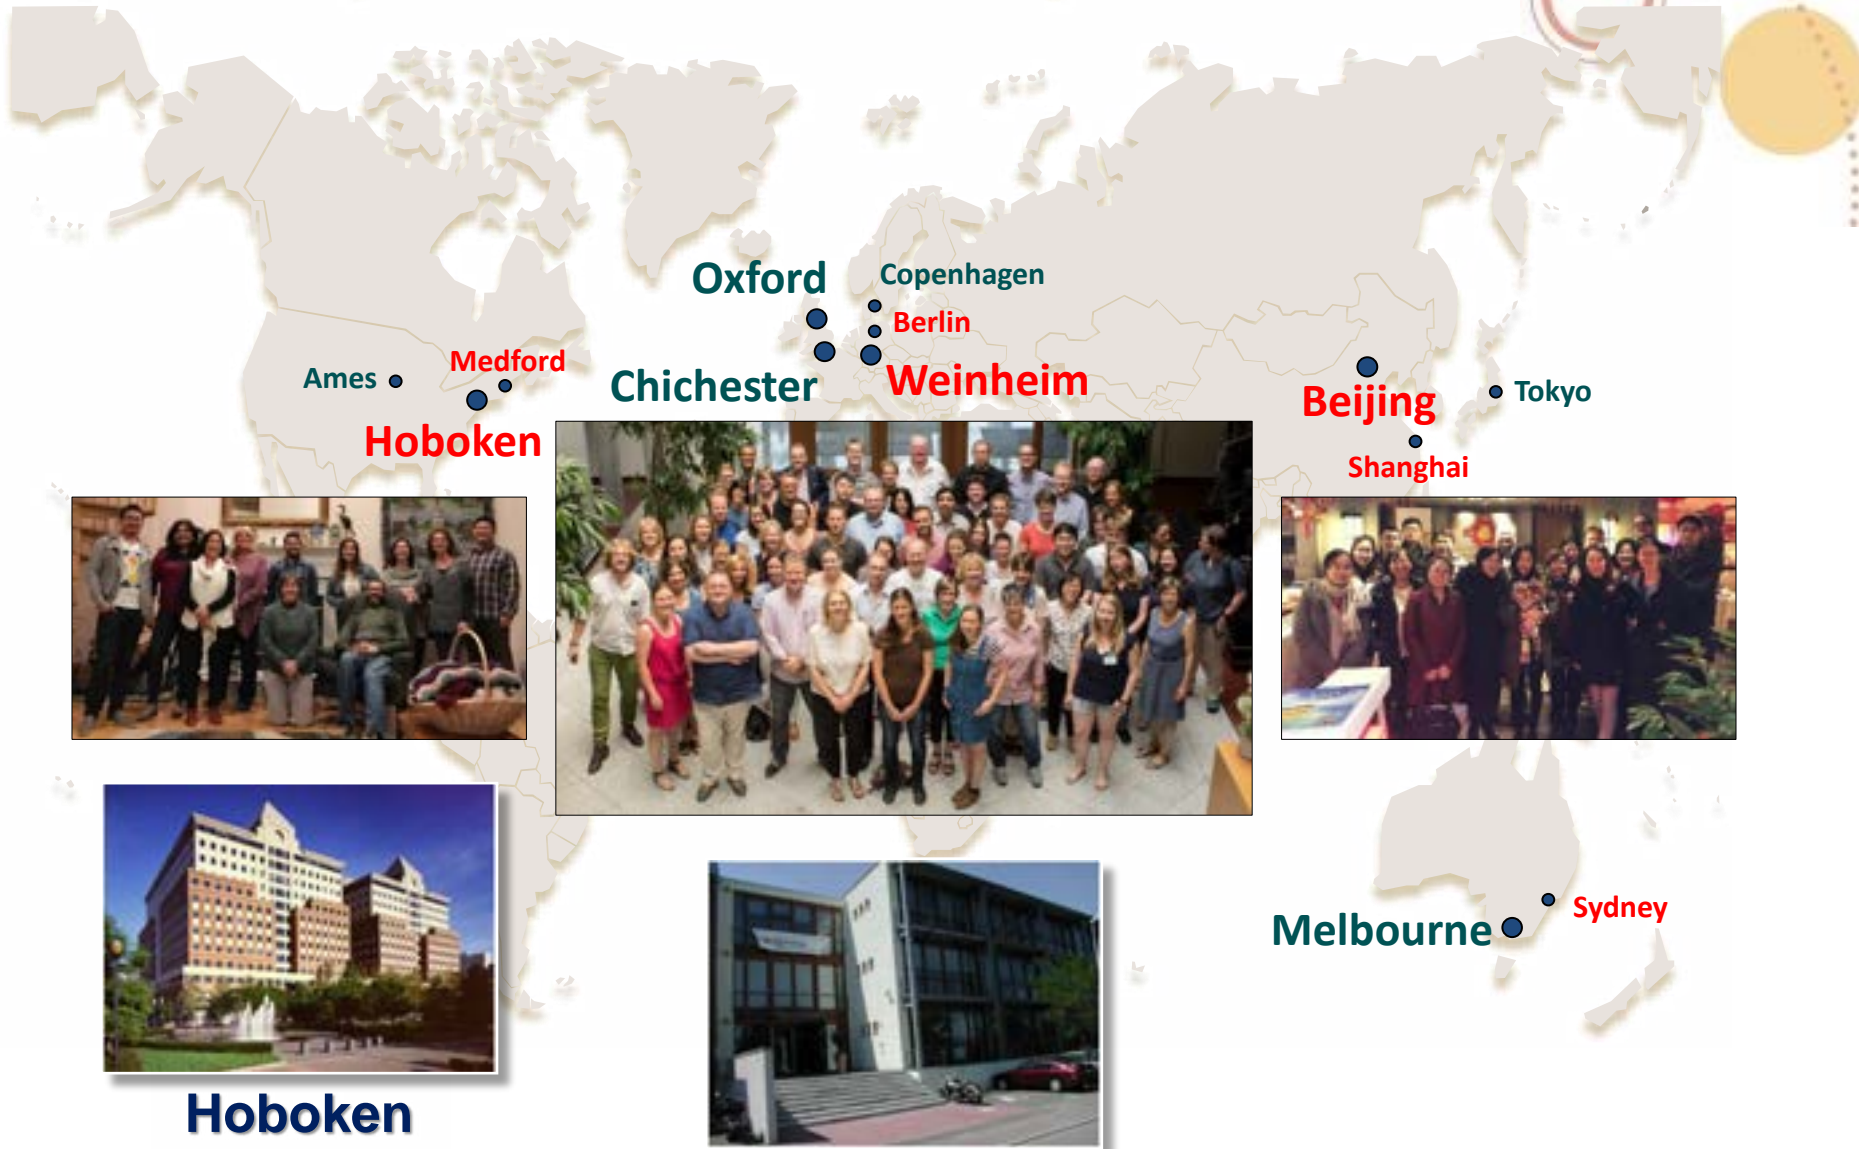 Oxford
Copenhagen
Berlin
Medford
Ames
Chichester
Weinheim
Beijing
Tokyo
Hoboken
Shanghai
Melbourne
Sydney
Hoboken